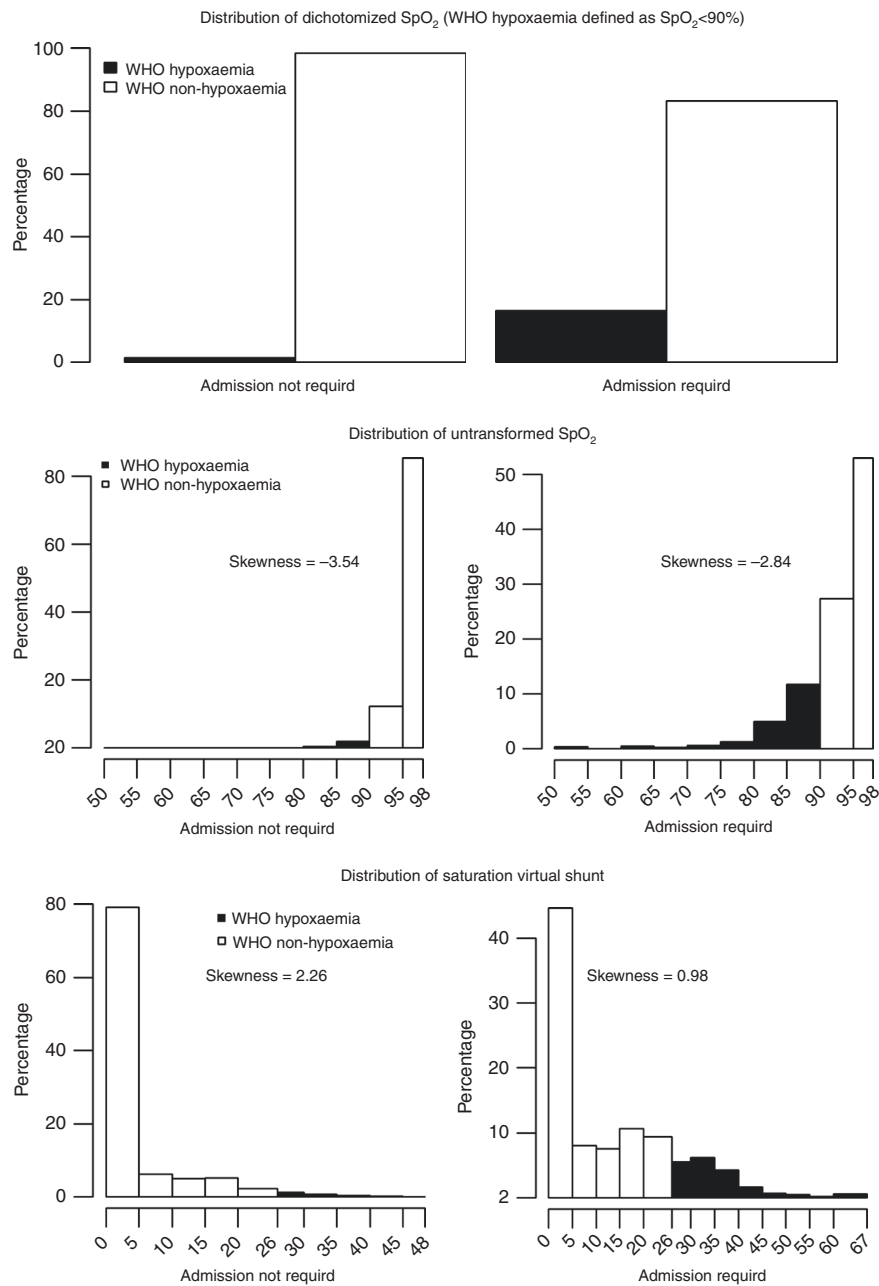 Distribution of dichotomized SpO2 (WHO hypoxaemia defined as SpO2<90%)
100
80
60
40
20
0
Percentage
WHO hypoxaemia
WHO non-hypoxaemia
Admission not requird
Admission requird
Distribution of untransformed SpO2
80
60
40
20
20
Percentage
WHO hypoxaemia
WHO non-hypoxaemia
Skewness = –3.54
50 55 60 65 70 75 80 85 90 95 98
Admission not requird
50
40
30
20
10
0
Percentage
Skewness = –2.84
50 55 60 65 70 75 80 85 90 95 98
Admission requird
Distribution of saturation virtual shunt
80
60
40
20
0
Percentage
WHO hypoxaemia
WHO non-hypoxaemia
Skewness = 2.26
0 5 10 15 20 26 30 35 40 45 48
Admission not requird
40
30
20
10
2
Percentage
Skewness = 0.98
0 5 10 15 20 26 30 35 40 45 50 55 60 67
Admission requird